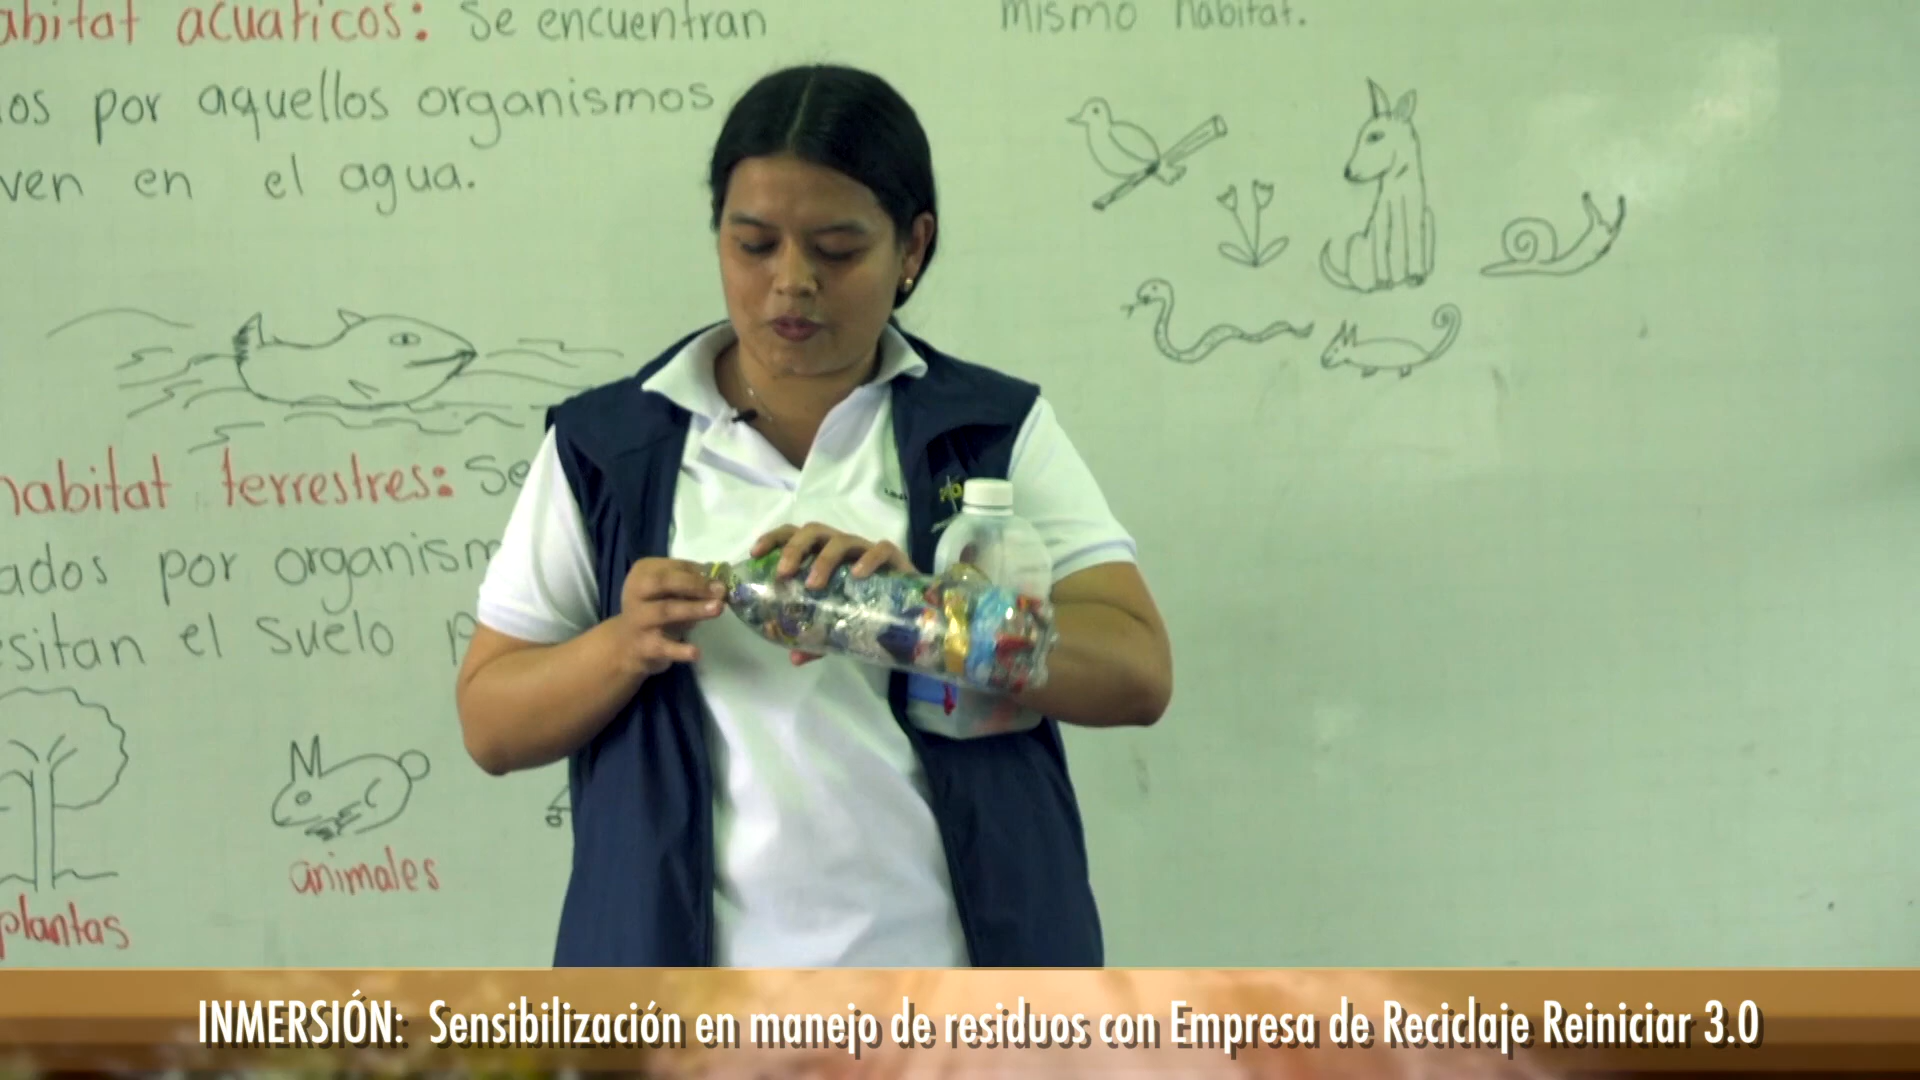 abitat acuaticos: Se encuentran
os por aquellos organismos
ven en el agua.
mismo habitat.
habitat terrestres: Se
ados por organism
sitan el suelo p
animales
plantas
INMERSIÓN: Sensibilización en manejo de residuos con Empresa de Reciclaje Reiniciar 3.0